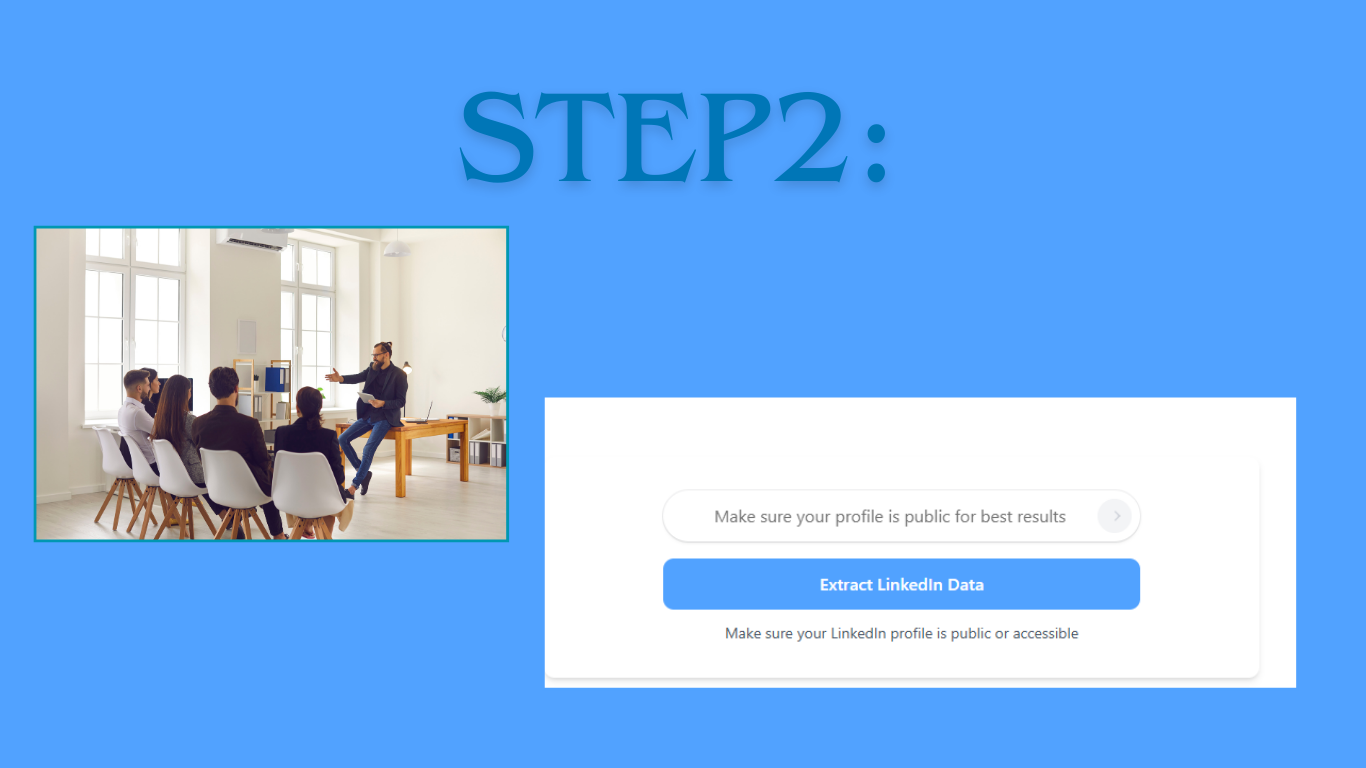 STEP2:
Make sure your profile is public for best results
Extract LinkedIn Data
Make sure your LinkedIn profile is public or accessible